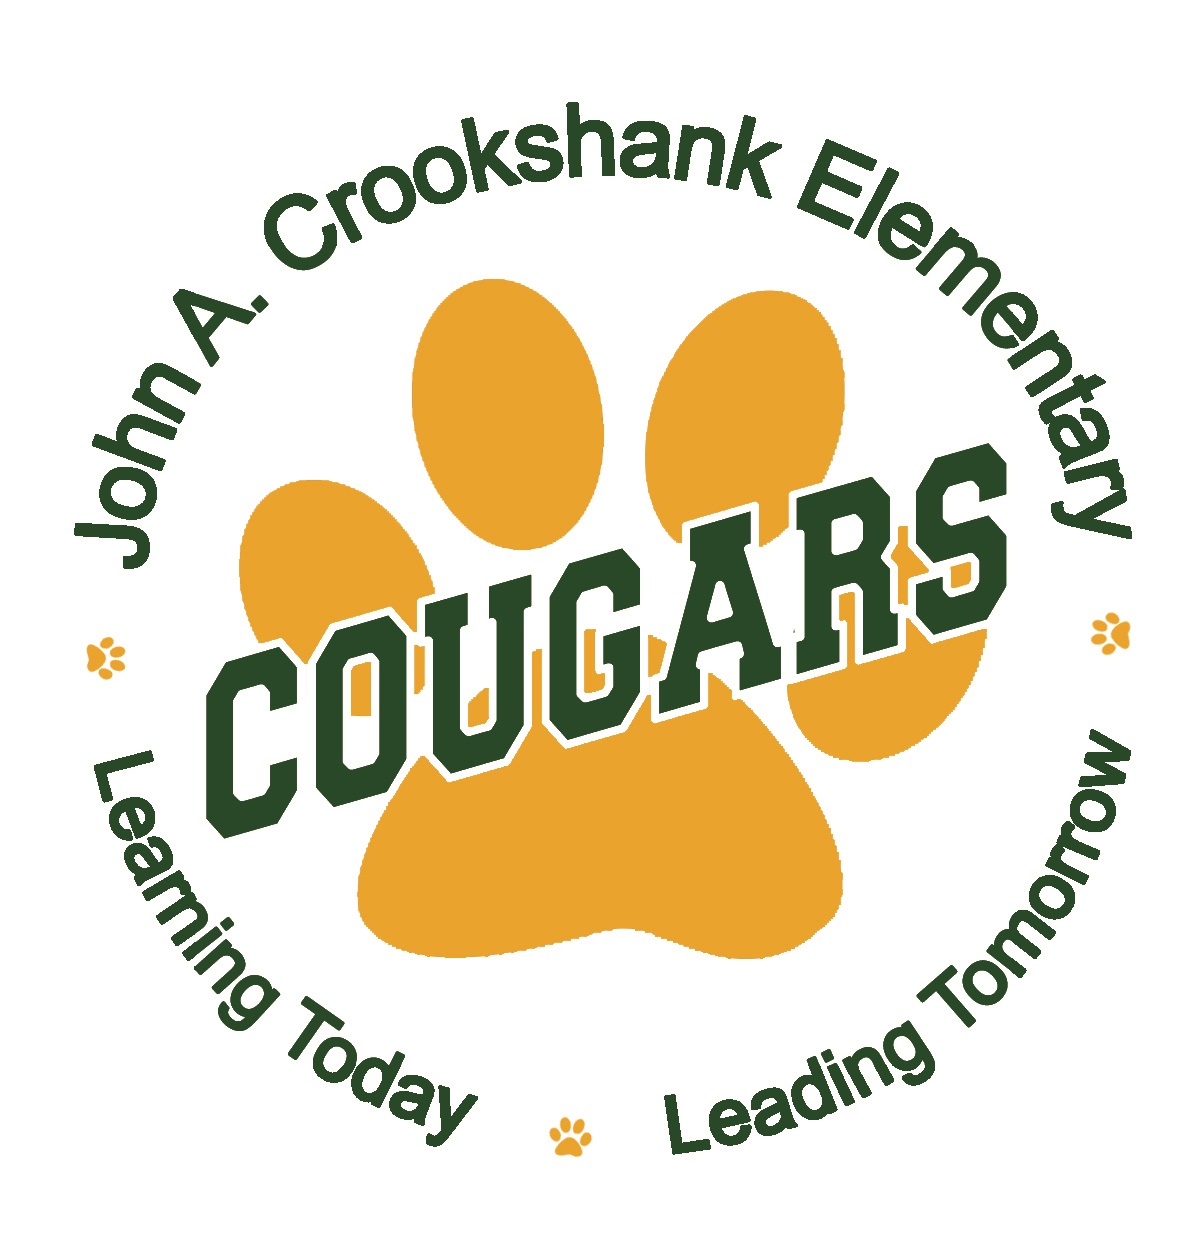 John A. Crookshank Elementary
COUGARS
Learning Today
Leading Tomorrow